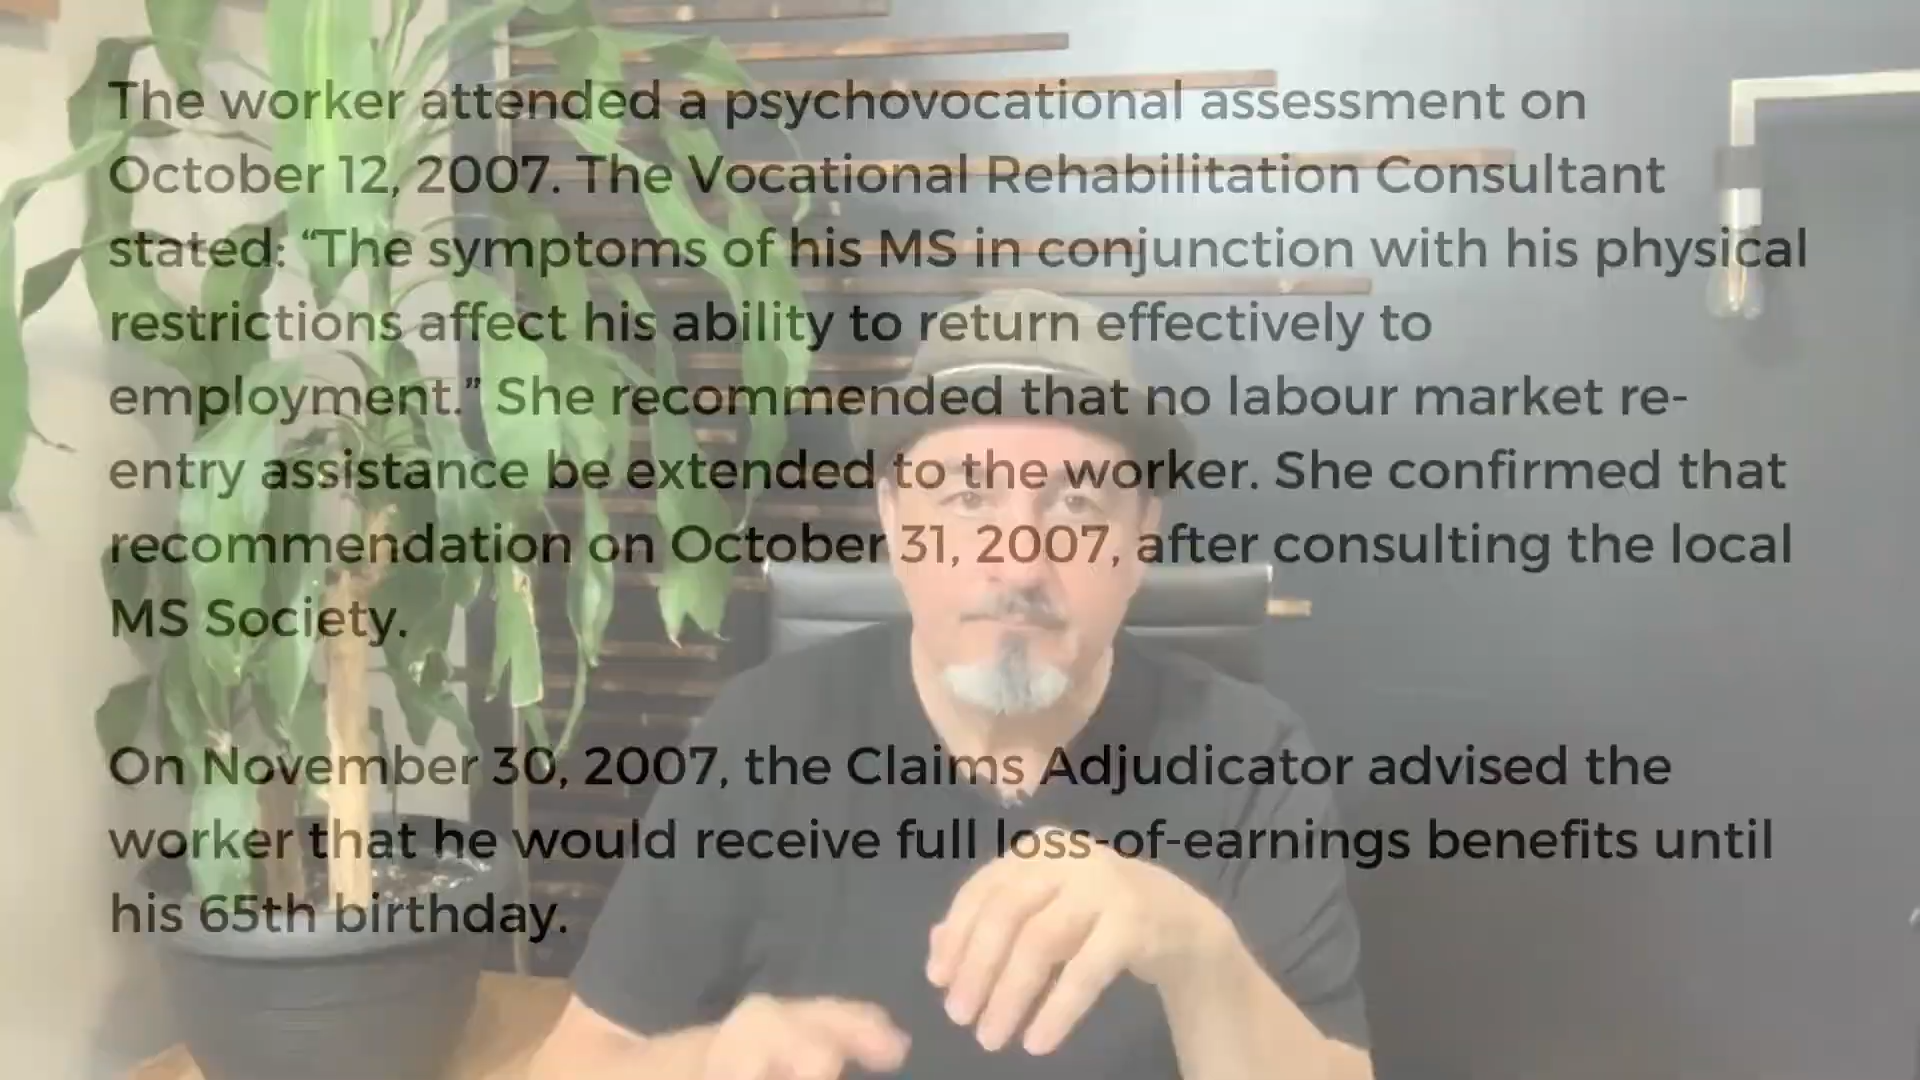 The worker attended a psychovocational assessment on
October 12, 2007. The Vocational Rehabilitation Consultant
stated: “The symptoms of his MS in conjunction with his physical
restrictions affect his ability to return effectively to
employment.” She recommended that no labour market re-
entry assistance be extended to the worker. She confirmed that
recommendation on October 31, 2007, after consulting the local
MS Society.
On November 30, 2007, the Claims Adjudicator advised the
worker that he would receive full loss-of-earnings benefits until
his 65th birthday.